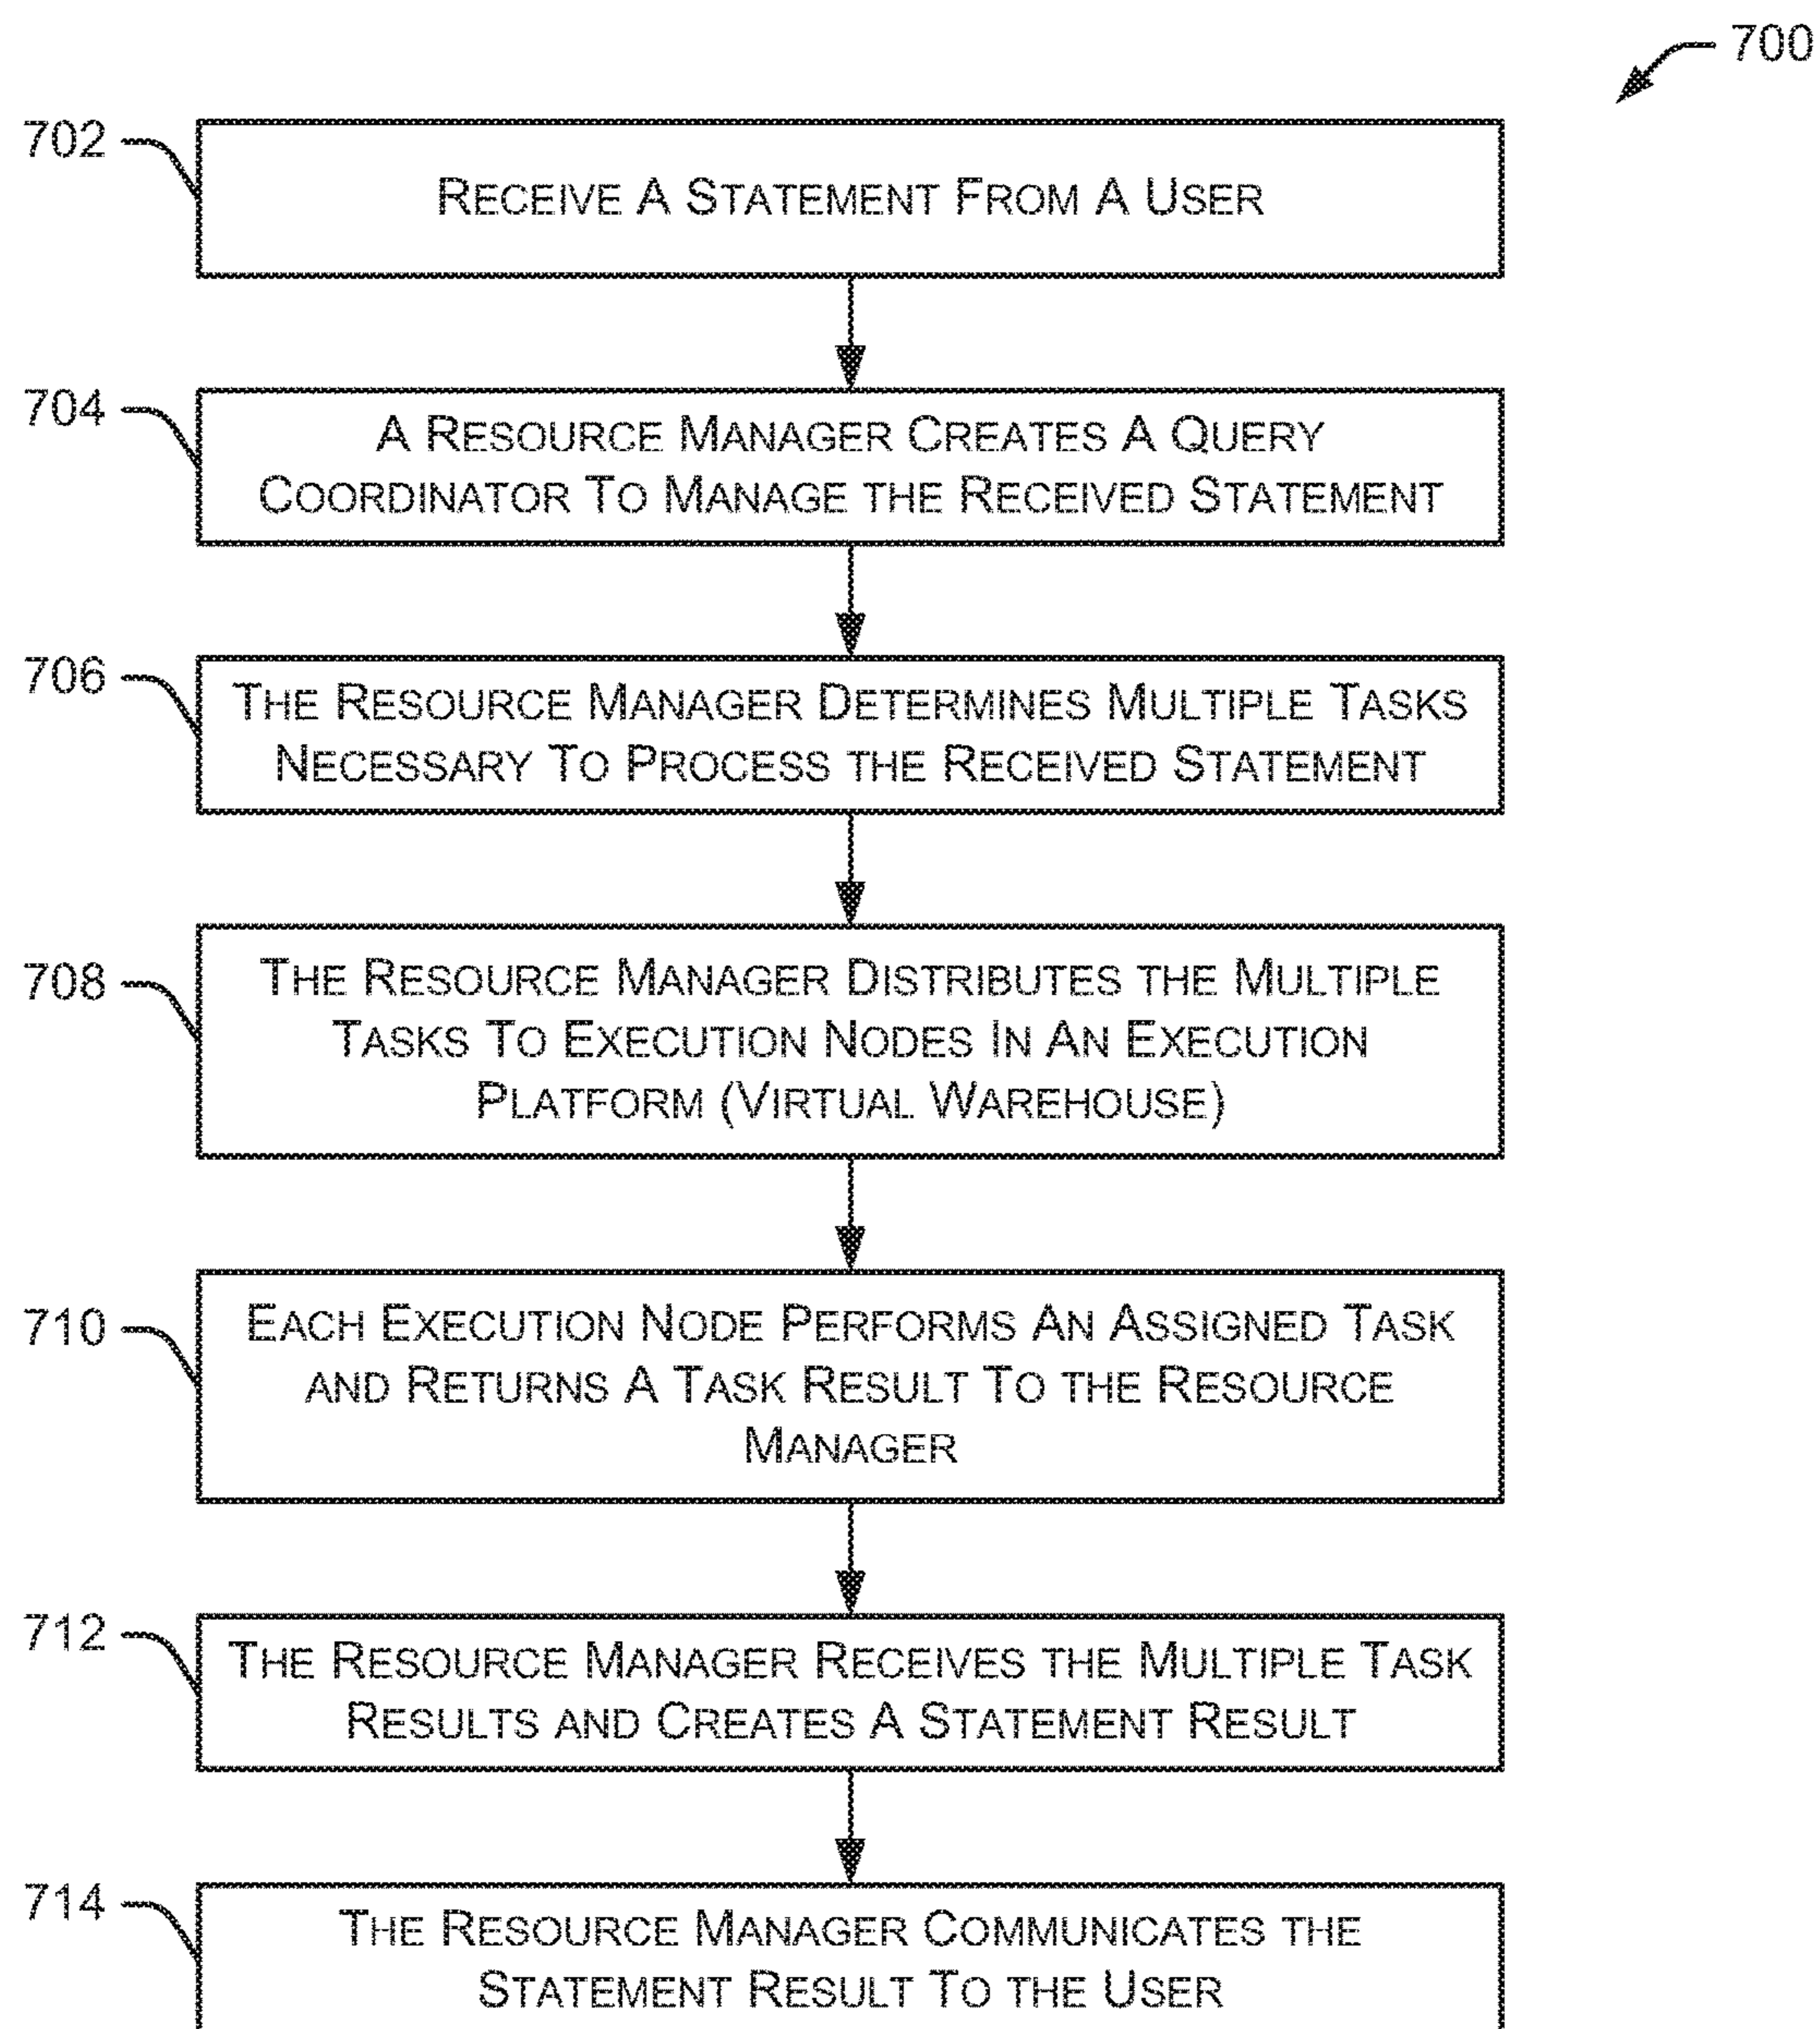 700
702
RECEIVE A STATEMENT FROM A USER
704
A RESOURCE MANAGER CREATES A QUERY
COORDINATOR TO MANAGE THE RECEIVED STATEMENT
706
THE RESOURCE MANAGER DETERMINES MULTIPLE TASKS
NECESSARY TO PROCESS THE RECEIVED STATEMENT
708
THE RESOURCE MANAGER DISTRIBUTES THE MULTIPLE
TASKS TO EXECUTION NODES IN AN EXECUTION
PLATFORM (VIRTUAL WAREHOUSE)
710
EACH EXECUTION NODE PERFORMS AN ASSIGNED TASK
AND RETURNS A TASK RESULT TO THE RESOURCE
MANAGER
712
THE RESOURCE MANAGER RECEIVES THE MULTIPLE TASK
RESULTS AND CREATES A STATEMENT RESULT
714
THE RESOURCE MANAGER COMMUNICATES THE
STATEMENT RESULT TO THE USER